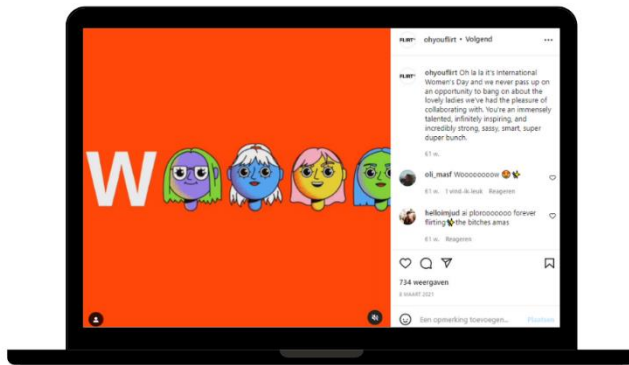 W
FLIRT
ohyouflirt • Volgend
FLIRT
ohyouflirt Oh la la it's International
Women's Day and we never pass up on
an opportunity to bang on about the
lovely ladies we've had the pleasure of
collaborating with. You're an immensely
talented, infinitely inspiring, and
incredibly strong, sassy, smart, super
duper bunch.
61 w.
oli_masf Wooooooooow 😍
61 w. 1 vind-ik-leuk Reageren
helloimjud ai plorooooooo forever
flirting the bitches amas
61 w. Reageren
734 weergaven
8 MAART 2021
Een opmerking toevoegen...
Plaatsen